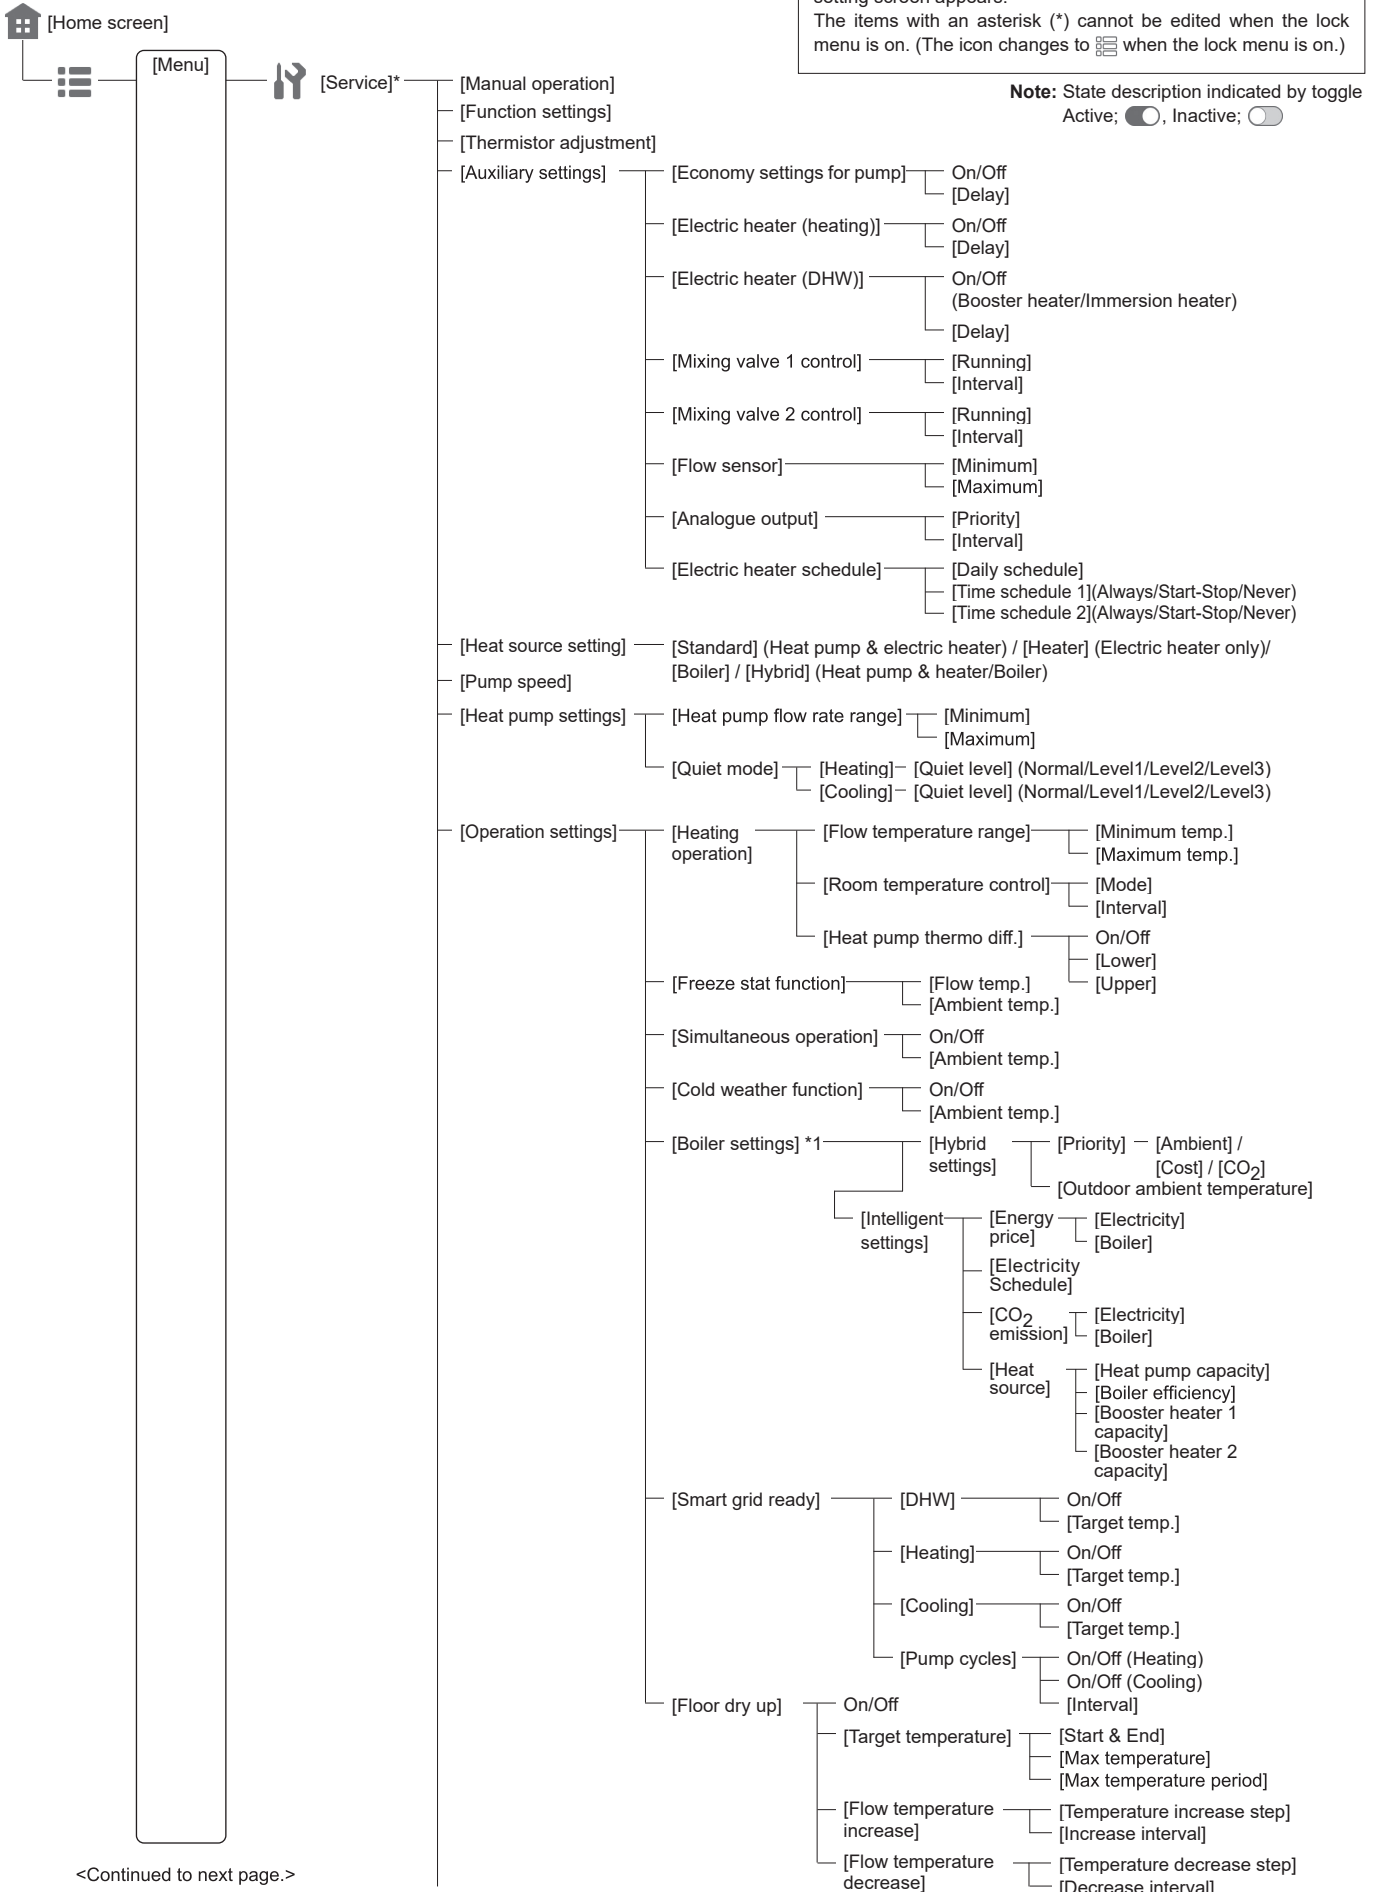 setting screen appears.
The items with an asterisk (*) cannot be edited when the lock
menu is on. (The icon changes to when the lock menu is on.)
Note: State description indicated by toggle
Active; , Inactive;
[Home screen]
[Menu]
[Service]*
[Manual operation]
[Function settings]
[Thermistor adjustment]
[Auxiliary settings]
[Economy settings for pump]
On/Off
[Delay]
[Electric heater (heating)]
On/Off
[Delay]
[Electric heater (DHW)]
On/Off
(Booster heater/Immersion heater)
[Delay]
[Mixing valve 1 control]
[Running]
[Interval]
[Mixing valve 2 control]
[Running]
[Interval]
[Flow sensor]
[Minimum]
[Maximum]
[Analogue output]
[Priority]
[Interval]
[Electric heater schedule]
[Daily schedule]
[Time schedule 1](Always/Start-Stop/Never)
[Time schedule 2](Always/Start-Stop/Never)
[Heat source setting]
[Standard] (Heat pump & electric heater) / [Heater] (Electric heater only)/
[Boiler] / [Hybrid] (Heat pump & heater/Boiler)
[Pump speed]
[Heat pump settings]
[Heat pump flow rate range]
[Minimum]
[Maximum]
[Quiet mode]
[Heating]
[Quiet level] (Normal/Level1/Level2/Level3)
[Cooling]
[Quiet level] (Normal/Level1/Level2/Level3)
[Operation settings]
[Heating
operation]
[Flow temperature range]
[Minimum temp.]
[Maximum temp.]
[Room temperature control]
[Mode]
[Interval]
[Heat pump thermo diff.]
On/Off
[Lower]
[Upper]
[Freeze stat function]
[Flow temp.]
[Ambient temp.]
[Simultaneous operation]
On/Off
[Ambient temp.]
[Cold weather function]
On/Off
[Ambient temp.]
[Boiler settings] *1
[Hybrid
settings]
[Priority]
[Ambient] /
[Cost] / [CO2]
[Outdoor ambient temperature]
[Intelligent
settings]
[Energy
price]
[Electricity]
[Boiler]
[Electricity
Schedule]
[CO2
emission]
[Electricity]
[Boiler]
[Heat
source]
[Heat pump capacity]
[Boiler efficiency]
[Booster heater 1
capacity]
[Booster heater 2
capacity]
[Smart grid ready]
[DHW]
On/Off
[Target temp.]
[Heating]
On/Off
[Target temp.]
[Cooling]
On/Off
[Target temp.]
[Pump cycles]
On/Off (Heating)
On/Off (Cooling)
[Interval]
[Floor dry up]
On/Off
[Target temperature]
[Start & End]
[Max temperature]
[Max temperature period]
[Flow temperature
increase]
[Temperature increase step]
[Increase interval]
[Flow temperature
decrease]
[Temperature decrease step]
[Decrease interval]
<Continued to next page.>